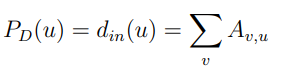 P_D(u) = d_{in}(u) = \sum_{v} A_{v,u}